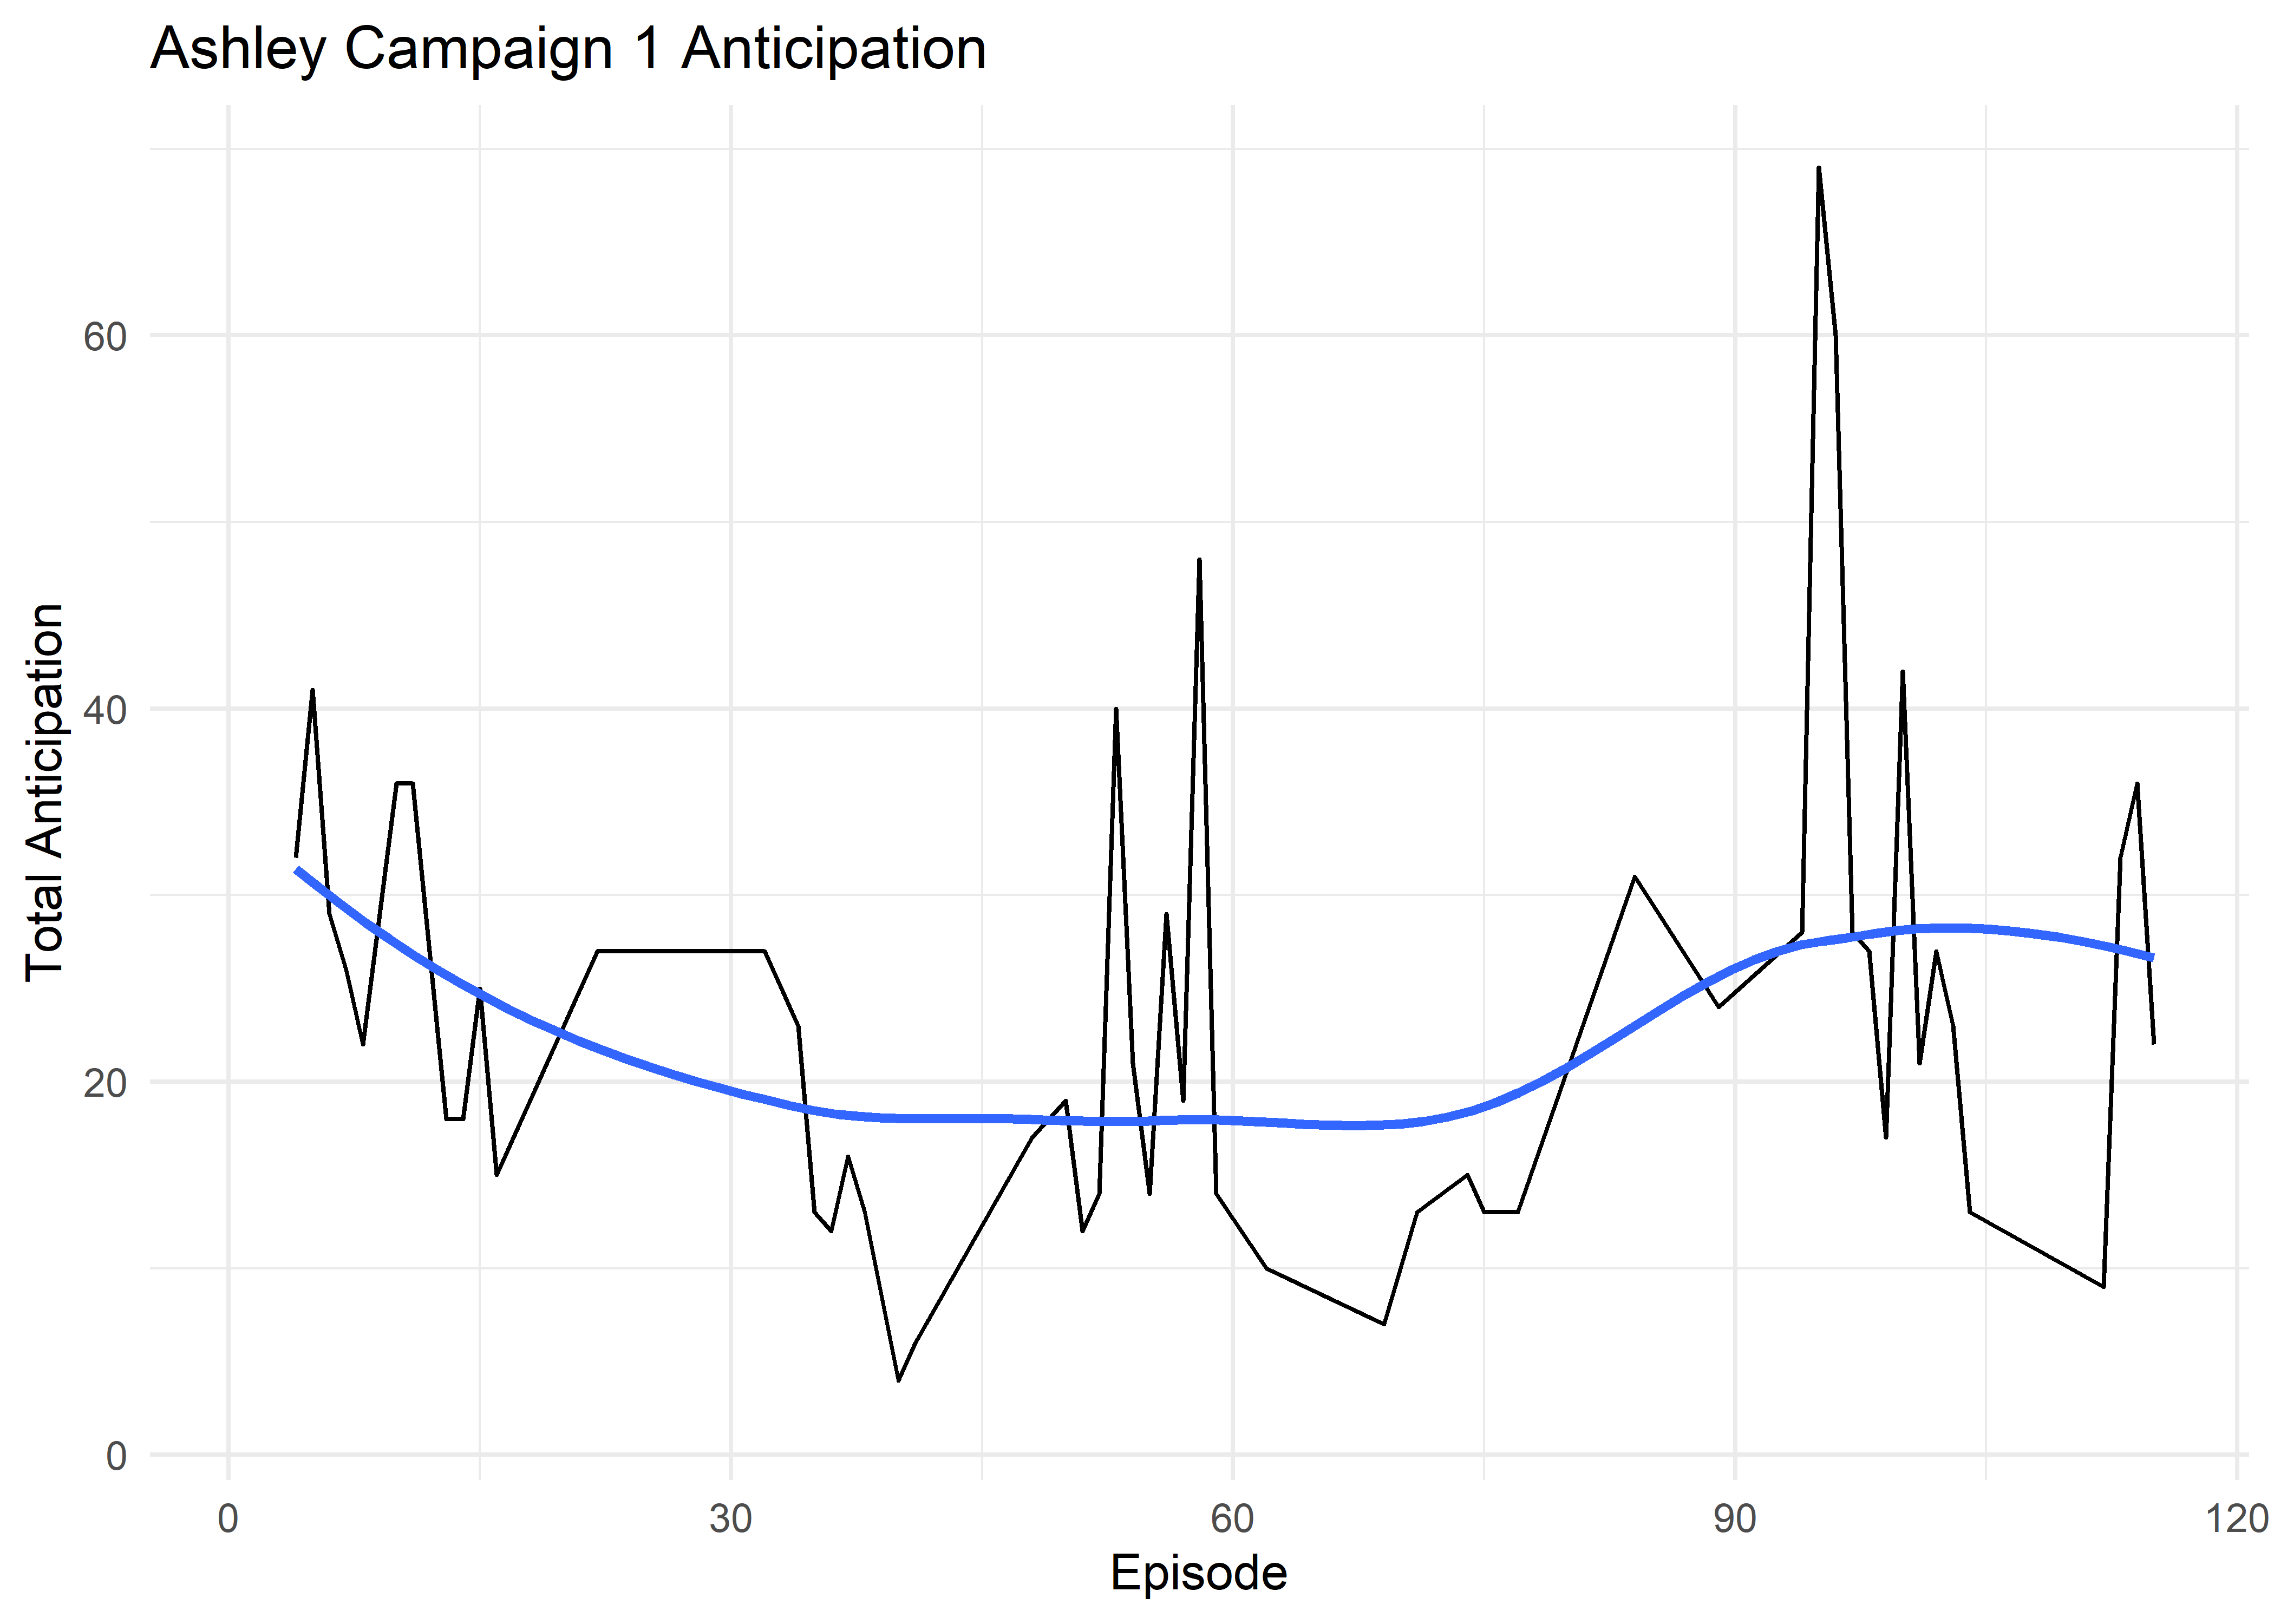 Ashley Campaign 1 Anticipation
Total Anticipation
60
40
20
0
0 30 60 90 120
Episode